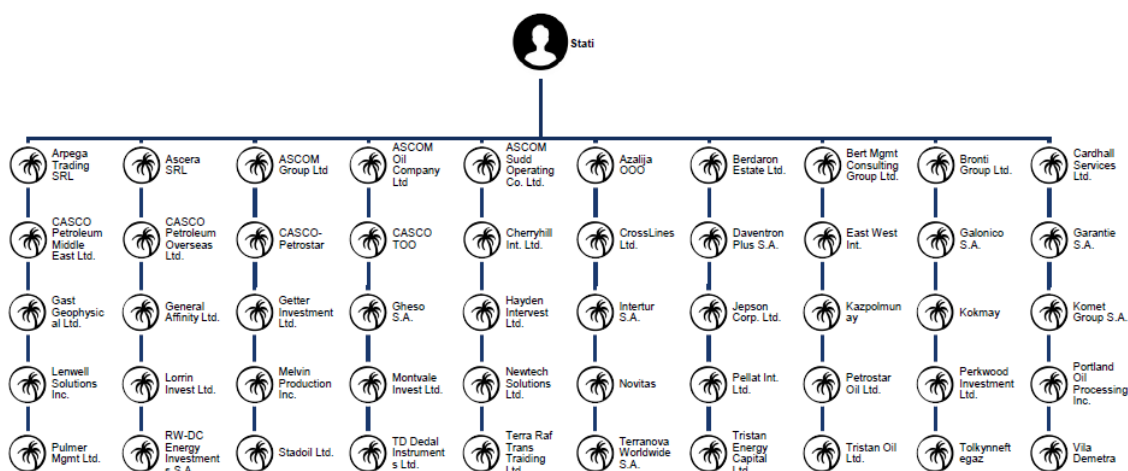 Stati
Arpega
Trading
SRL
Ascera
SRL
ASCOM
Group Ltd
ASCOM
Oil
Company
Ltd
ASCOM
Sudd
Operating
Co. Ltd.
Azalija
OOO
Berdaron
Estate Ltd.
Bert Mgmt
Consulting
Group Ltd.
Bronti
Group Ltd.
Cardhall
Services
Ltd.
CASCO
Petroleum
Middle
East Ltd.
CASCO
Petroleum
Overseas
Ltd.
CASCO-
Petrostar
CASCO
TOO
Cherryhill
Int. Ltd.
CrossLines
Ltd.
Daventron
Plus S.A.
East West
Int.
Galonico
S.A.
Garantie
S.A.
Gast
Geophysic
al Ltd.
General
Affinity Ltd.
Getter
Investment
Ltd.
Gheso
S.A.
Hayden
Intervest
Ltd.
Intertur
S.A.
Jepson
Corp. Ltd.
Kazpolmun
ay
Kokmay
Komet
Group S.A.
Lenwell
Solutions
Inc.
Lorrin
Invest Ltd.
Melvin
Production
Inc.
Montvale
Invest Ltd.
Newtech
Solutions
Ltd.
Novitas
Pellat Int.
Ltd.
Petrostar
Oil Ltd.
Perkwood
Investment
Ltd.
Portland
Oil
Processing
Inc.
Pulmer
Mgmt Ltd.
RW-DC
Energy
Investment
s S.A.
Stadoil Ltd.
TD Dedal
Instrument
s Ltd.
Terra Raf
Trans
Traiding
Ltd.
Terranova
Worldwide
S.A.
Tristan
Energy
Capital
Ltd.
Tristan Oil
Ltd.
Tolkynneft
egaz
Vila
Demetra